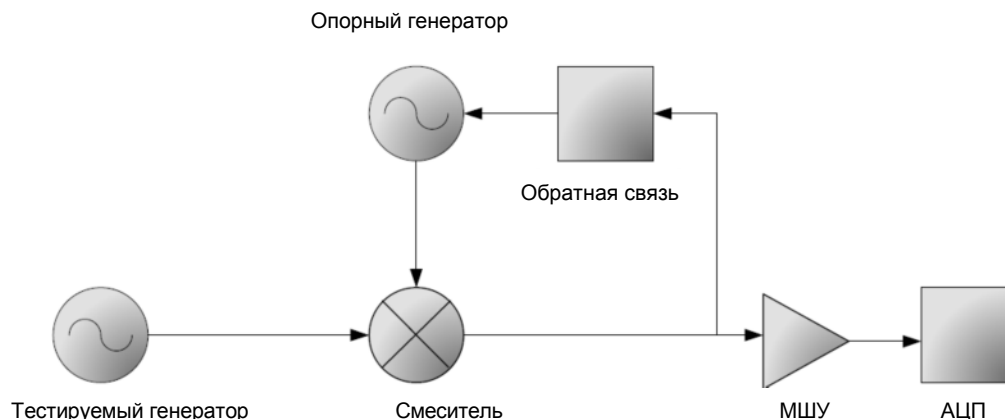 Опорный генератор
Обратная связь
Тестируемый генератор
Смеситель
МШУ
АЦП